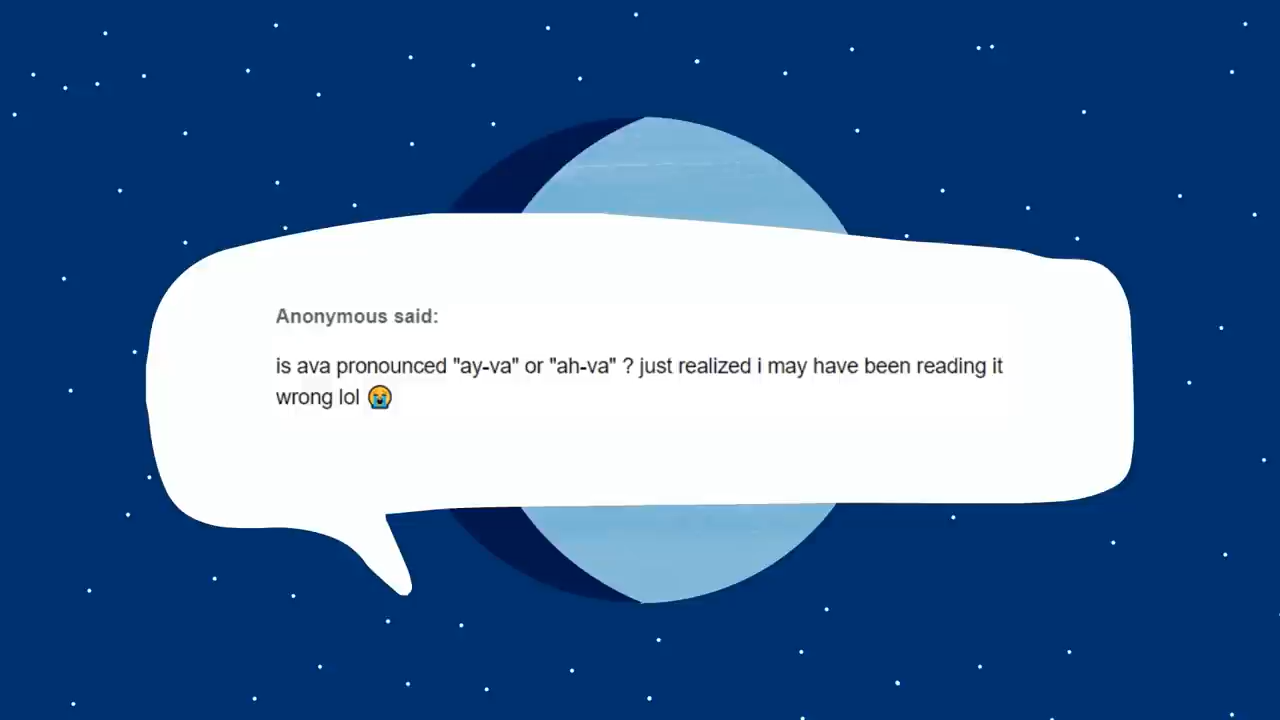 Anonymous said:
is ava pronounced "ay-va" or "ah-va" ? just realized i may have been reading it
wrong lol 😭